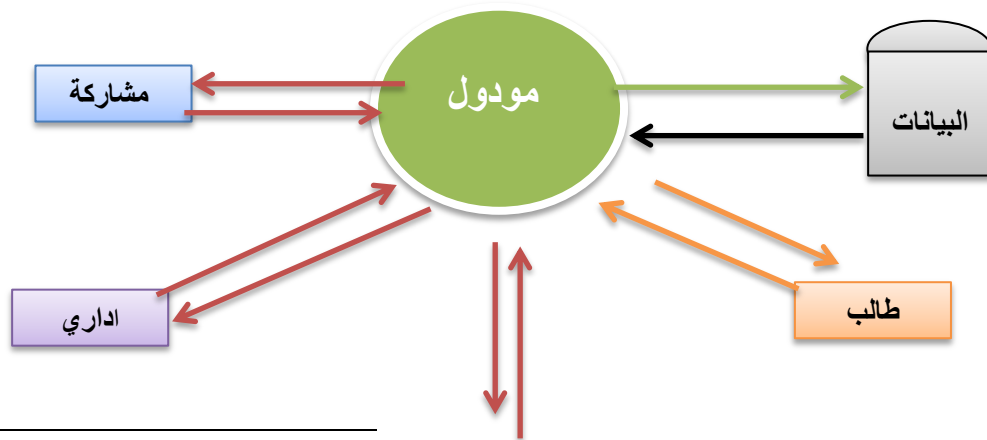 مودول
مشاركة
البيانات
اداري
طالب